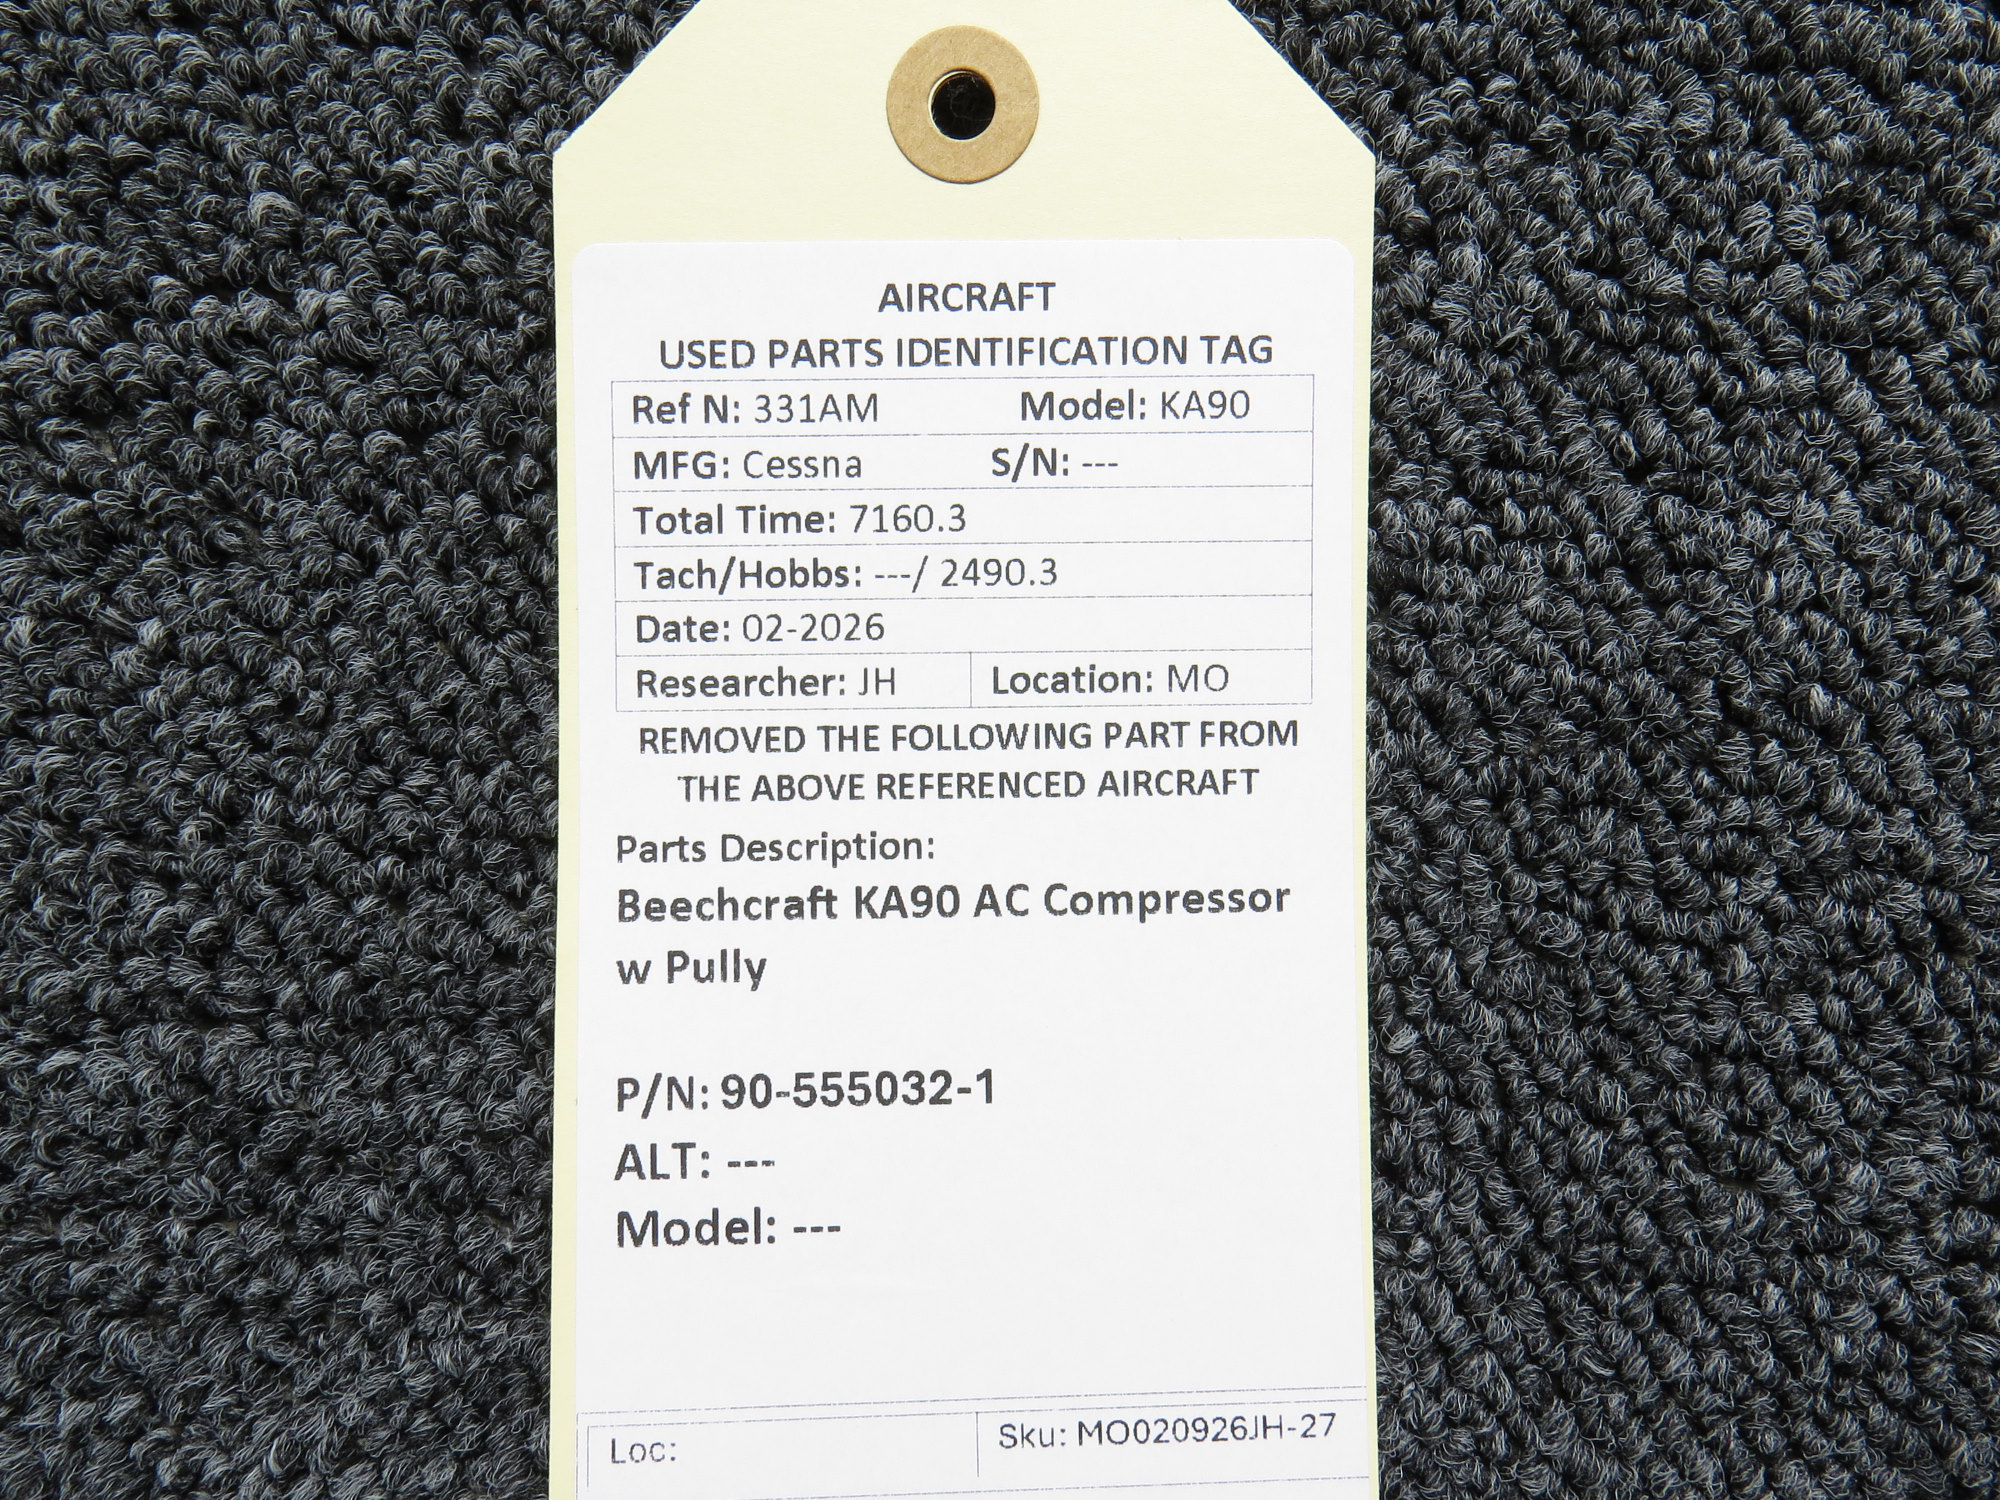 AIRCRAFT
USED PARTS IDENTIFICATION TAG
Ref N: 331AM Model: KA90
MFG: Cessna S/N: ---
Total Time: 7160.3
Tach/Hobbs: ---/ 2490.3
Date: 02-2026
Researcher: JH Location: MO
REMOVED THE FOLLOWING PART FROM
THE ABOVE REFERENCED AIRCRAFT
Parts Description:
Beechcraft KA90 AC Compressor
w Pully
P/N: 90-555032-1
ALT: ---
Model: ---
Loc: Sku: MO020926JH-27